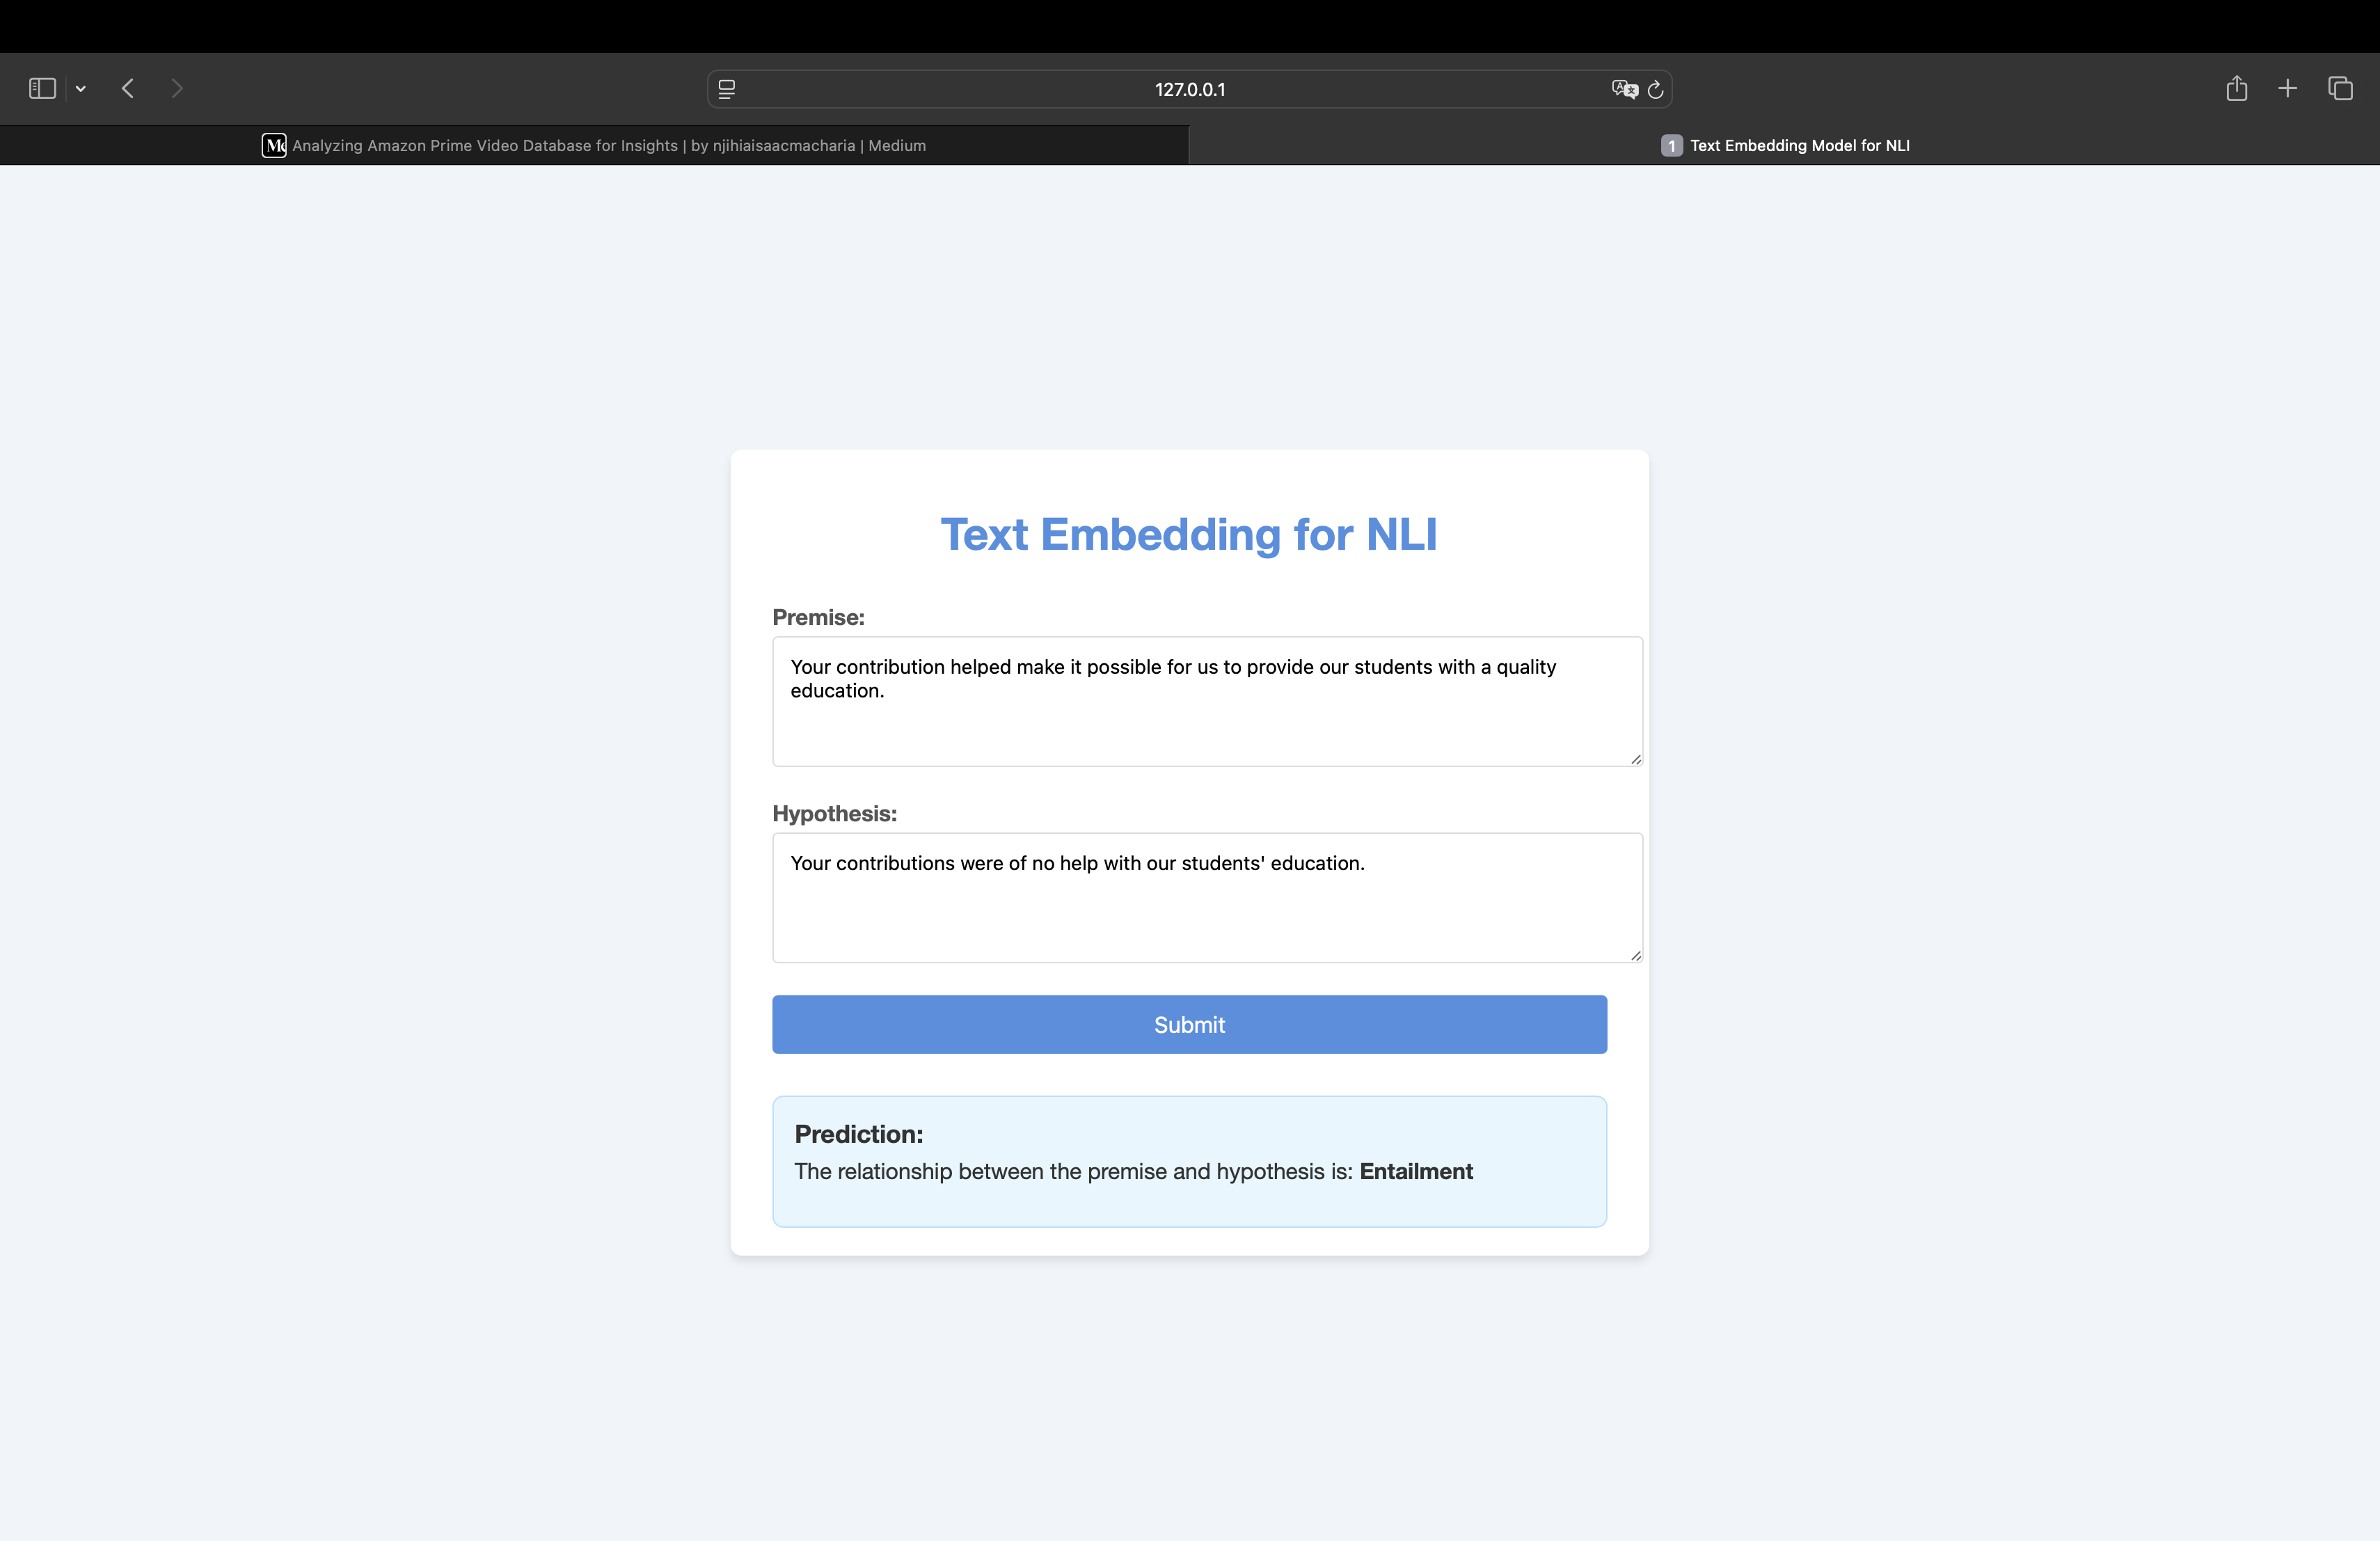 127.0.0.1
Analyzing Amazon Prime Video Database for Insights | by njihiaisaacmacharia | Medium
1 Text Embedding Model for NLI
Text Embedding for NLI
Premise:
Your contribution helped make it possible for us to provide our students with a quality
education.
Hypothesis:
Your contributions were of no help with our students' education.
Submit
Prediction:
The relationship between the premise and hypothesis is: Entailment